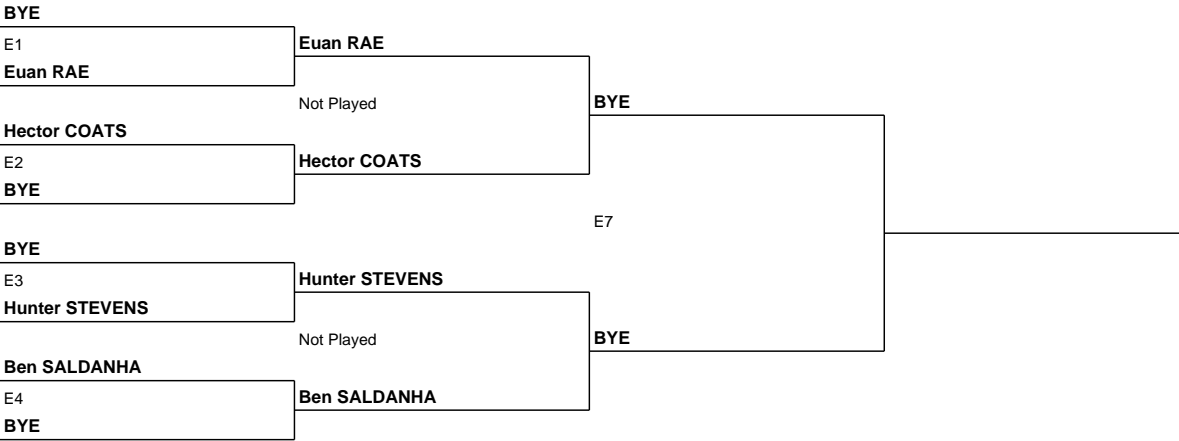 BYE
E1
Euan RAE
Euan RAE
Not Played
BYE
Hector COATS
E2
Hector COATS
BYE
E7
BYE
E3
Hunter STEVENS
Hunter STEVENS
Not Played
BYE
Ben SALDANHA
E4
Ben SALDANHA
BYE